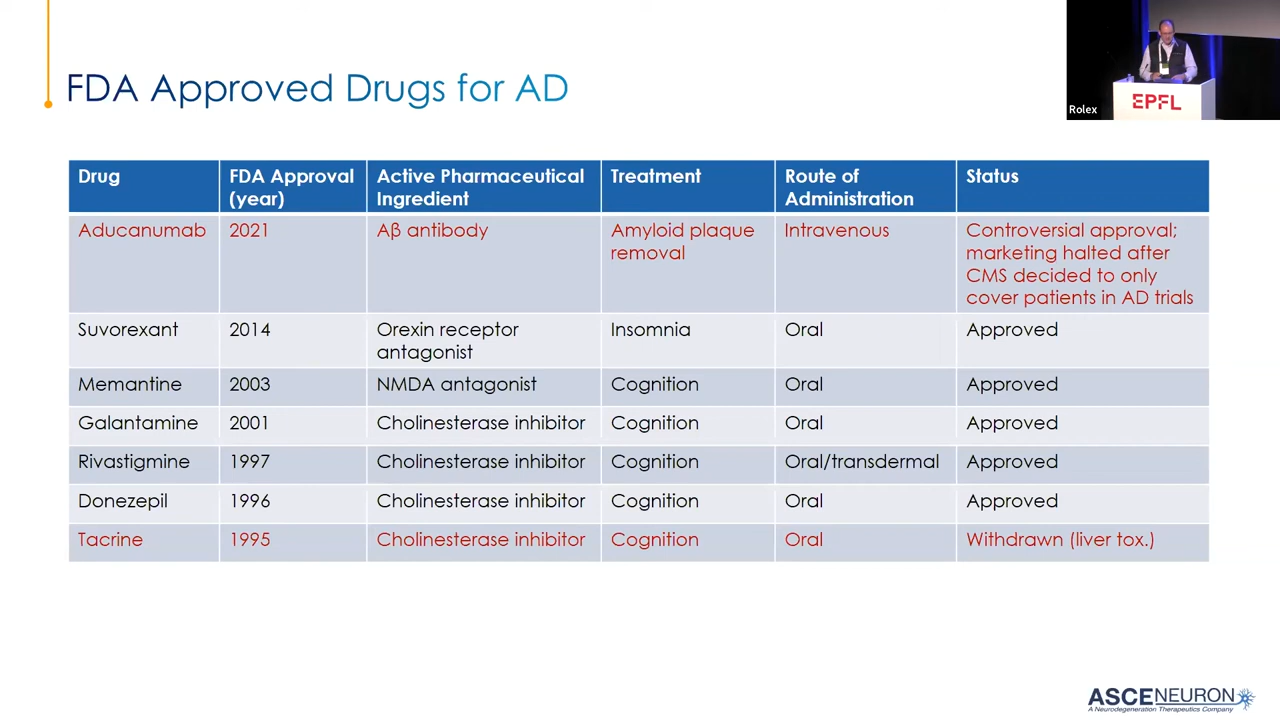 Rolex
EPFL
FDA Approved Drugs for AD
Drug
FDA Approval
(year)
Active Pharmaceutical
Ingredient
Treatment
Route of
Administration
Status
Aducanumab
2021
Aβ antibody
Amyloid plaque
removal
Intravenous
Controversial approval;
marketing halted after
CMS decided to only
cover patients in AD trials
Suvorexant
2014
Orexin receptor
antagonist
Insomnia
Oral
Approved
Memantine
2003
NMDA antagonist
Cognition
Oral
Approved
Galantamine
2001
Cholinesterase inhibitor
Cognition
Oral
Approved
Rivastigmine
1997
Cholinesterase inhibitor
Cognition
Oral/transdermal
Approved
Donezepil
1996
Cholinesterase inhibitor
Cognition
Oral
Approved
Tacrine
1995
Cholinesterase inhibitor
Cognition
Oral
Withdrawn (liver tox.)
ASCENEURON
A Neurodegeneration Therapeutics Company